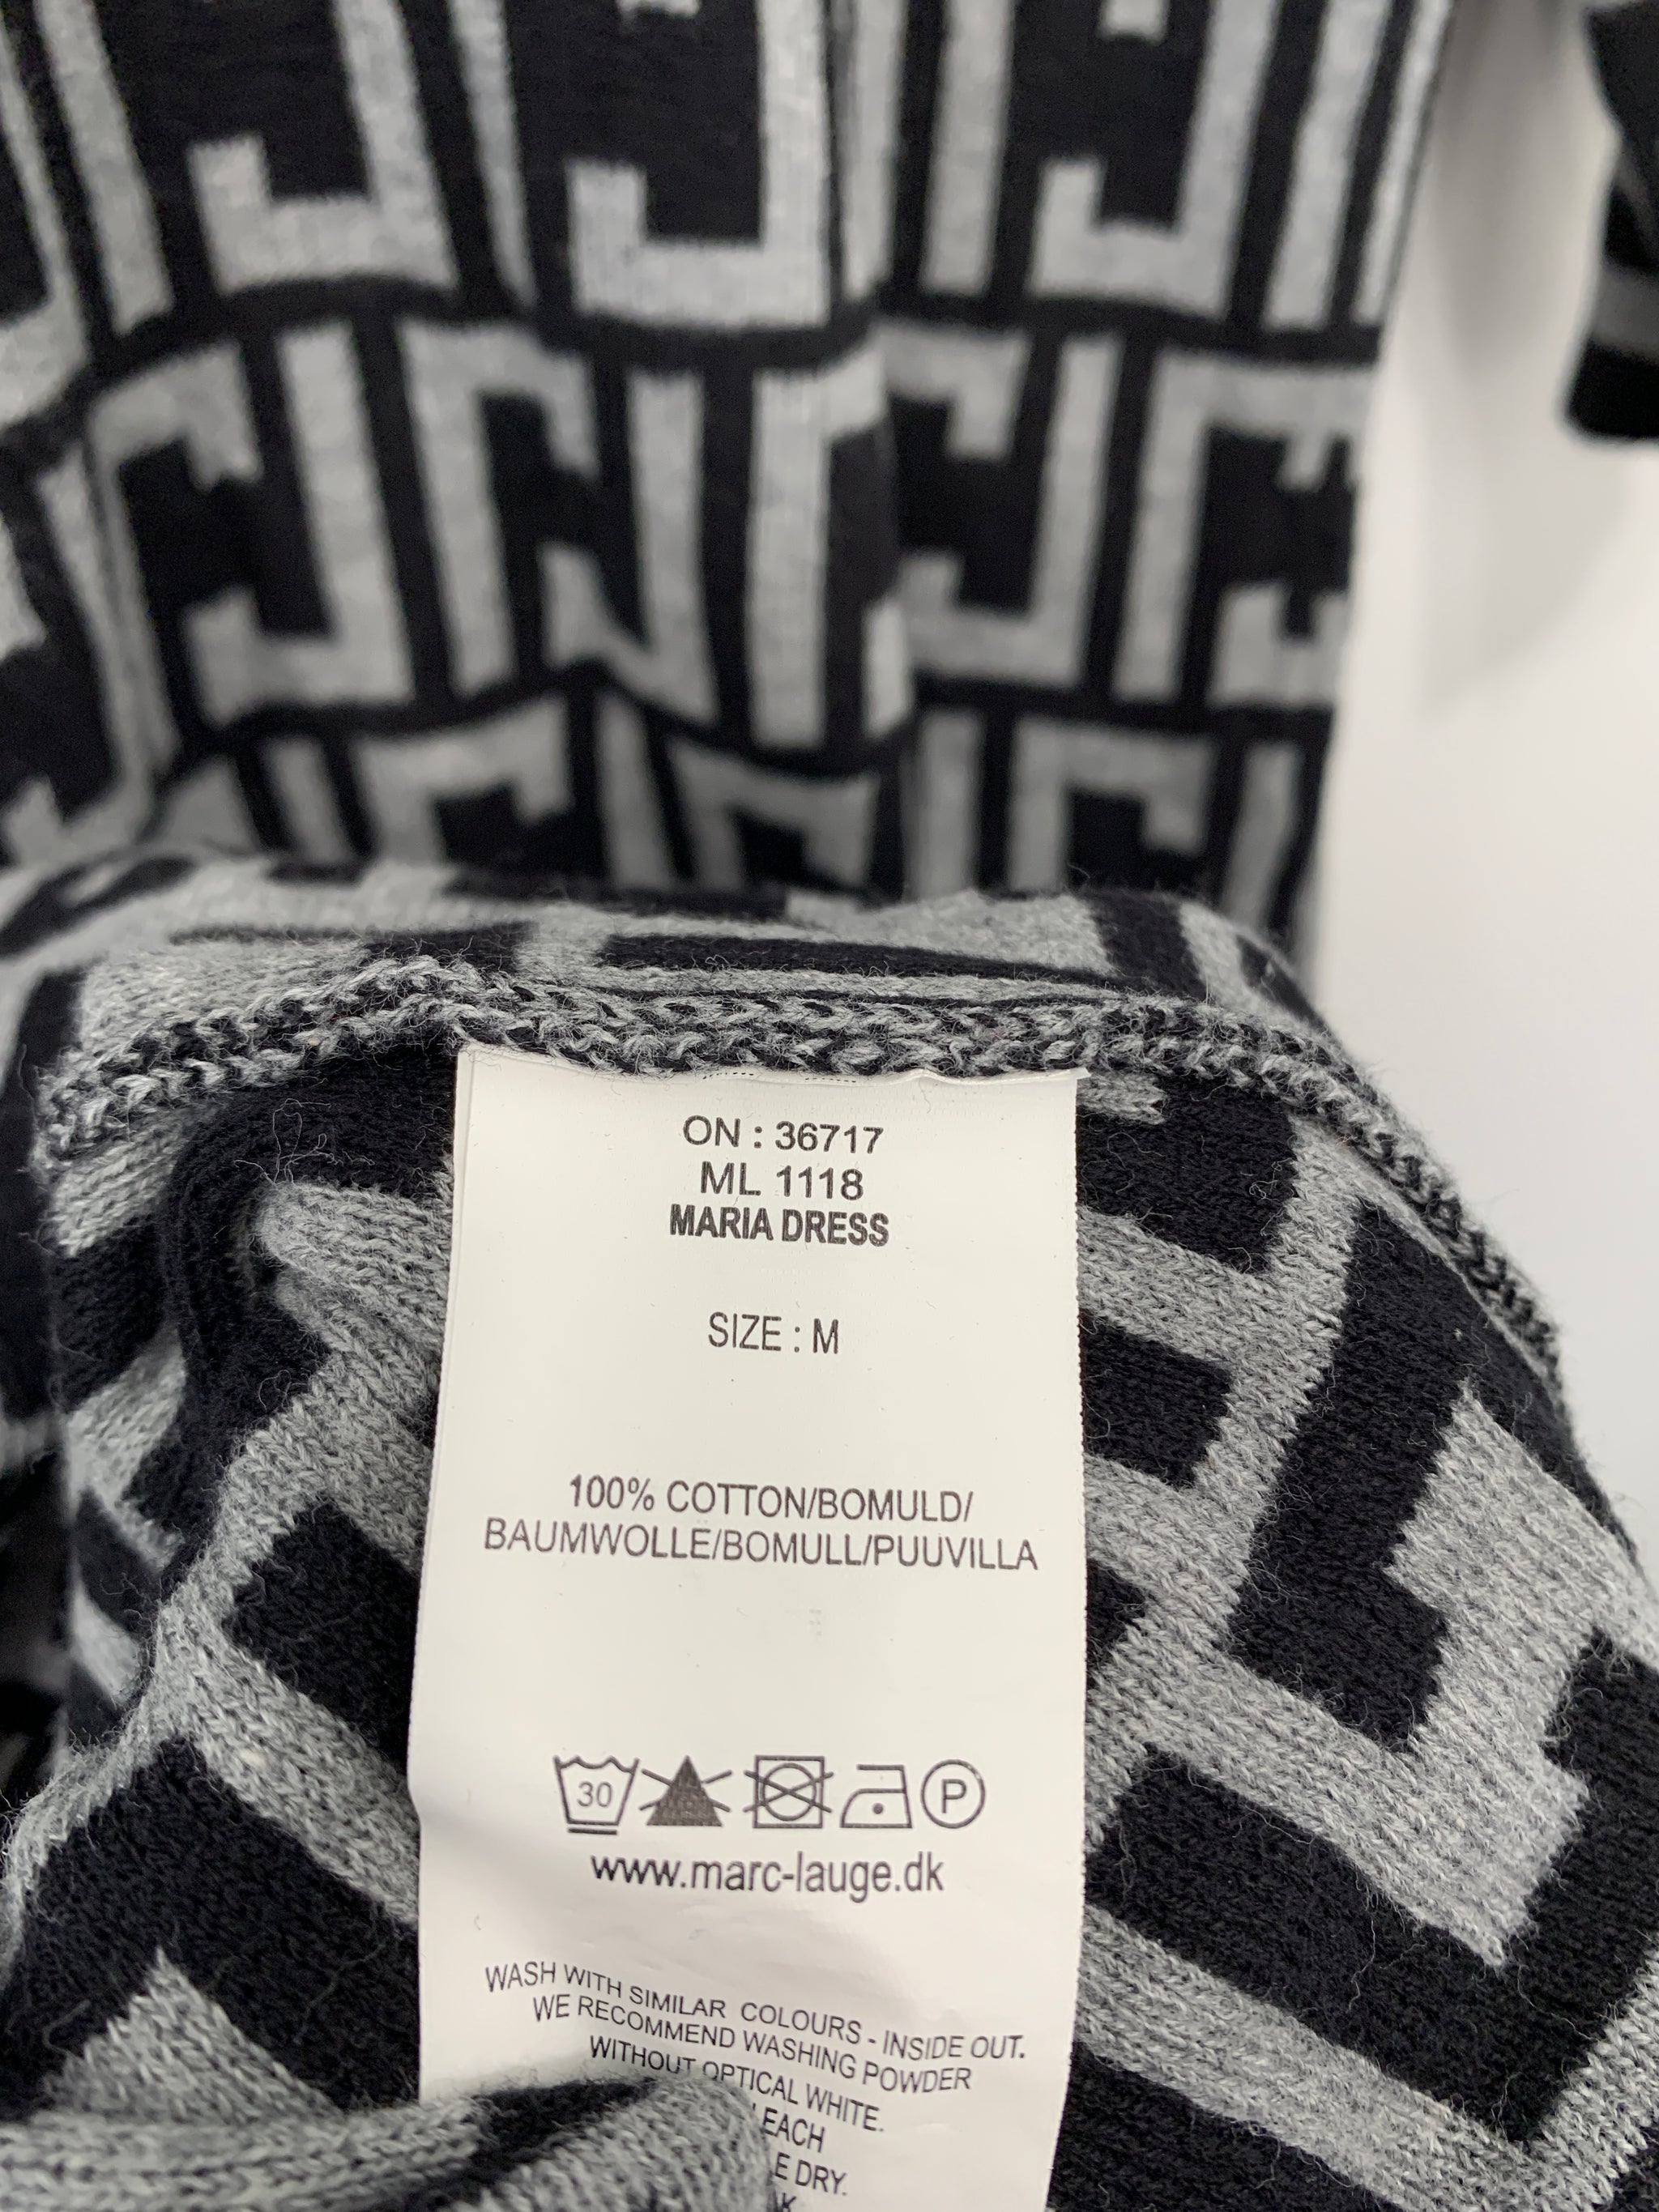 ON : 36717
ML 1118
MARIA DRESS
SIZE : M
100% COTTON/BOMULD/
BAUMWOLLE/BOMULL/PUUVILLA
30 P
www.marc-lauge.dk
WASH WITH SIMILAR COLOURS - INSIDE OUT.
WE RECOMMEND WASHING POWDER
WITHOUT OPTICAL WHITE.
DRY.